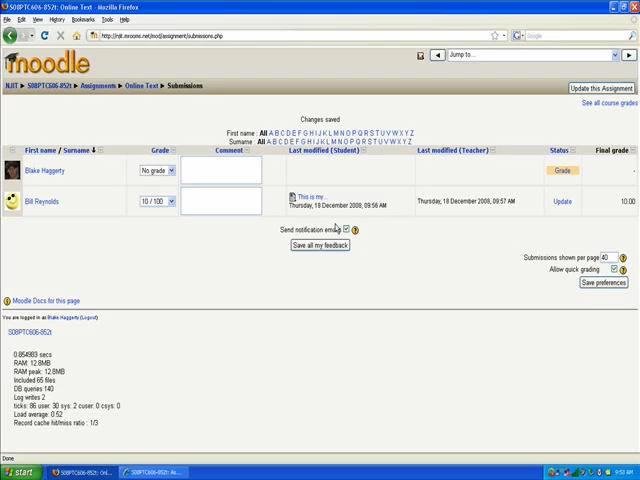 S08PTC606-852t: Online Text - Mozilla Firefox
File Edit View History Bookmarks Tools Help
http://njit.mrooms.net/mod/assignment/submissions.php
Google
moodle
Jump to...
NJIT ► S08PTC606-852t ► Assignments ► Online Text ► Submissions
Update this Assignment
See all course grades
Changes saved
First name : All A B C D E F G H I J K L M N O P Q R S T U V W X Y Z
Surname : All A B C D E F G H I J K L M N O P Q R S T U V W X Y Z
First name / Surname ↓ Grade Comment Last modified (Student) Last modified (Teacher) Status Final grade
Blake Haggerty No grade Grade -
Bill Reynolds 10 / 100 This is my... Thursday, 18 December 2008, 09:57 AM Update 10.00
Thursday, 18 December 2008, 09:56 AM
Send notification emails
Save all my feedback
Submissions shown per page 40
Allow quick grading
Save preferences
Moodle Docs for this page
You are logged in as Blake Haggerty (Logout)
S08PTC606-852t
0.854983 secs
RAM: 12.8MB
RAM peak: 12.8MB
Included 65 files
DB queries 140
Log writes 2
ticks: 86 user: 30 sys: 2 cuser: 0 csys: 0
Load average: 0.52
Record cache hit/miss ratio : 1/3
Done
start S08PTC606-852t: Onl... S08PTC606-852t: As... 9:53 AM